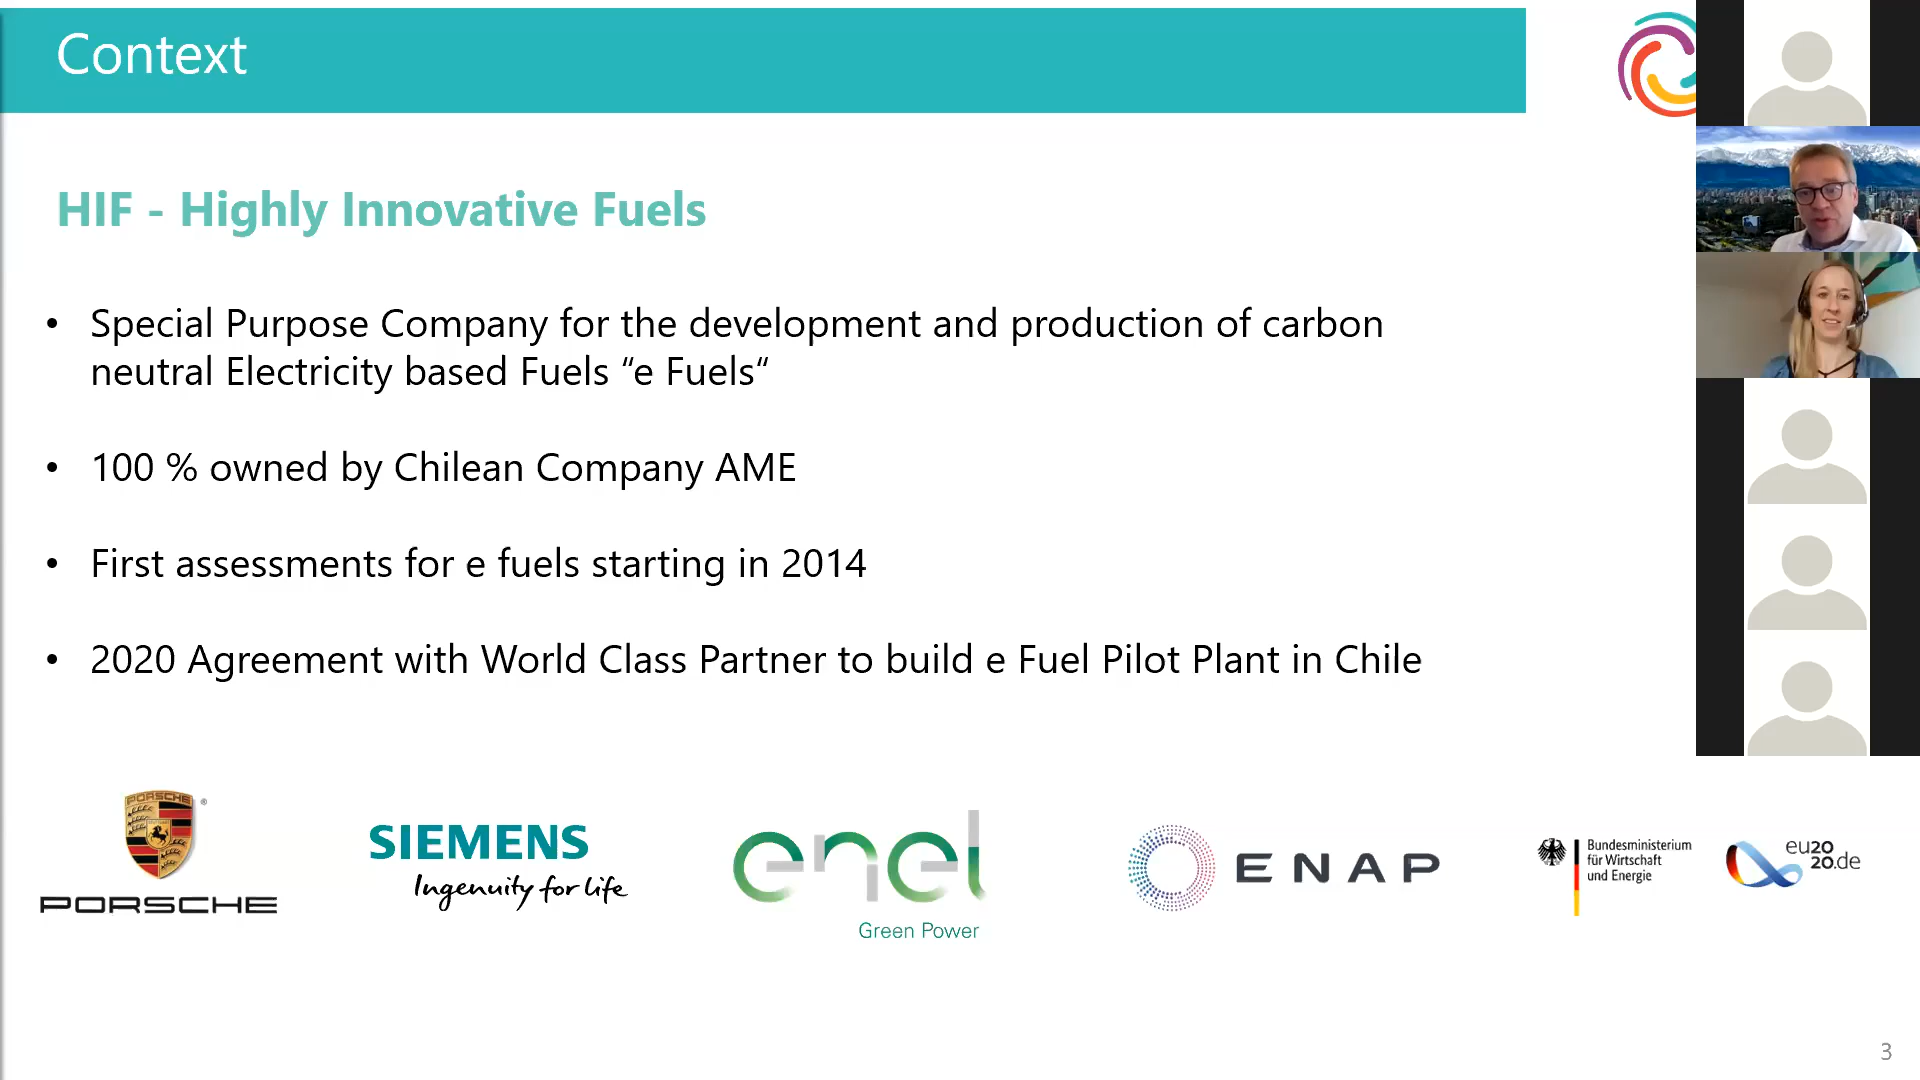 Context
HIF - Highly Innovative Fuels
• Special Purpose Company for the development and production of carbon
neutral Electricity based Fuels “e Fuels“
• 100 % owned by Chilean Company AME
• First assessments for e fuels starting in 2014
• 2020 Agreement with World Class Partner to build e Fuel Pilot Plant in Chile
PORSCHE
®
PORSCHE
SIEMENS
Ingenuity for life
enel
Green Power
ENAP
Bundesministerium
für Wirtschaft
und Energie
eu20
20.de
3